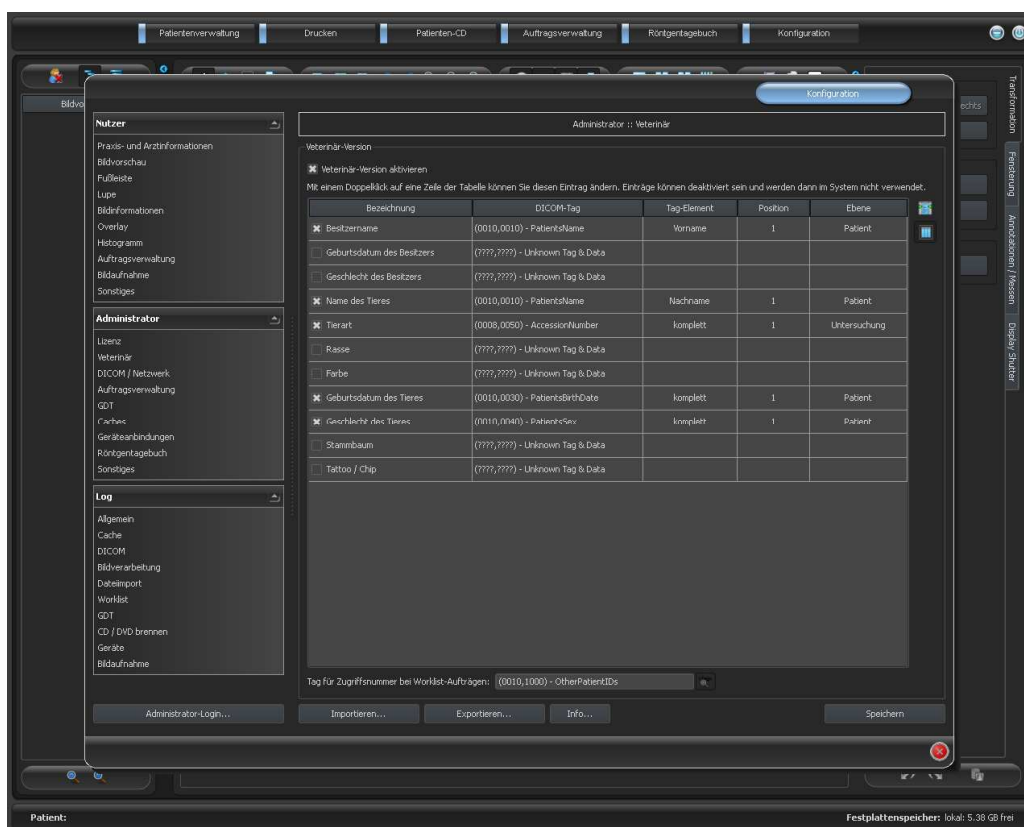 Patientenverwaltung Drucken Patienten-CD Auftragsverwaltung Röntgentagebuch Konfiguration
Konfiguration
Nutzer
Praxis- und Arztinformationen
Bildvorschau
Fußleiste
Lupe
Bildinformationen
Overlay
Histogramm
Auftragsverwaltung
Bildaufnahme
Sonstiges
Administrator
Lizenz
Veterinär
DICOM / Netzwerk
Auftragsverwaltung
GDT
Caches
Geräteanbindungen
Röntgentagebuch
Sonstiges
Log
Allgemein
Cache
DICOM
Bildverarbeitung
Dateiimport
Worklist
GDT
CD / DVD brennen
Geräte
Bildaufnahme
Administrator-Login...
Administrator :: Veterinär
Veterinär-Version
Veterinär-Version aktivieren
Mit einem Doppelklick auf eine Zeile der Tabelle können Sie diesen Eintrag ändern. Einträge können deaktiviert sein und werden dann im System nicht verwendet.
Bezeichnung DICOM-Tag Tag-Element Position Ebene
Besitzername (0010,0010) - PatientsName Vorname 1 Patient
Geburtsdatum des Besitzers (????,????) - Unknown Tag & Data
Geschlecht des Besitzers (????,????) - Unknown Tag & Data
Name des Tieres (0010,0010) - PatientsName Nachname 1 Patient
Tierart (0008,0050) - AccessionNumber komplett 1 Untersuchung
Rasse (????,????) - Unknown Tag & Data
Farbe (????,????) - Unknown Tag & Data
Geburtsdatum des Tieres (0010,0030) - PatientsBirthDate komplett 1 Patient
Geschlecht des Tieres (0010,0040) - PatientsSex komplett 1 Patient
Stammbaum (????,????) - Unknown Tag & Data
Tattoo / Chip (????,????) - Unknown Tag & Data
Tag für Zugriffsnummer bei Worklist-Aufträgen: (0010,1000) - OtherPatientIDs
Importieren... Exportieren... Info... Speichern
Bildvo
echts
Transformation
Fensterung
Annotationen / Messen
Display Shutter
Patient: Festplattenspeicher: lokal: 5.38 GB frei